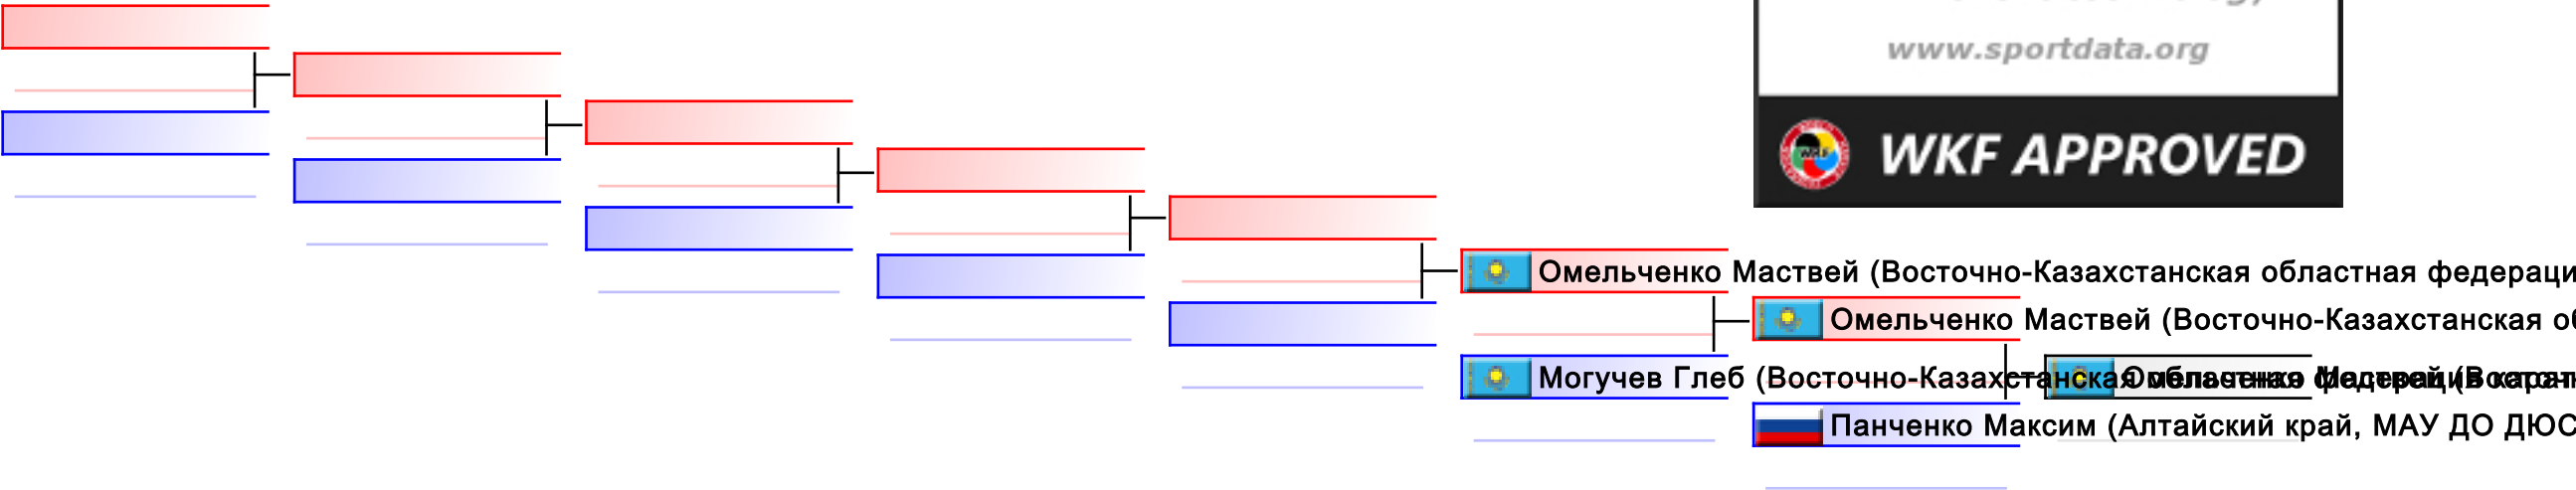 www.sportdata.org
WKF APPROVED
Омельченко Маствей (Восточно-Казахстанская областная федераци
Омельченко Маствей (Восточно-Казахстанская об
Могучев Глеб (Восточно-Казахстанская
Панченко Максим (Алтайский край, МАУ ДО ДЮС